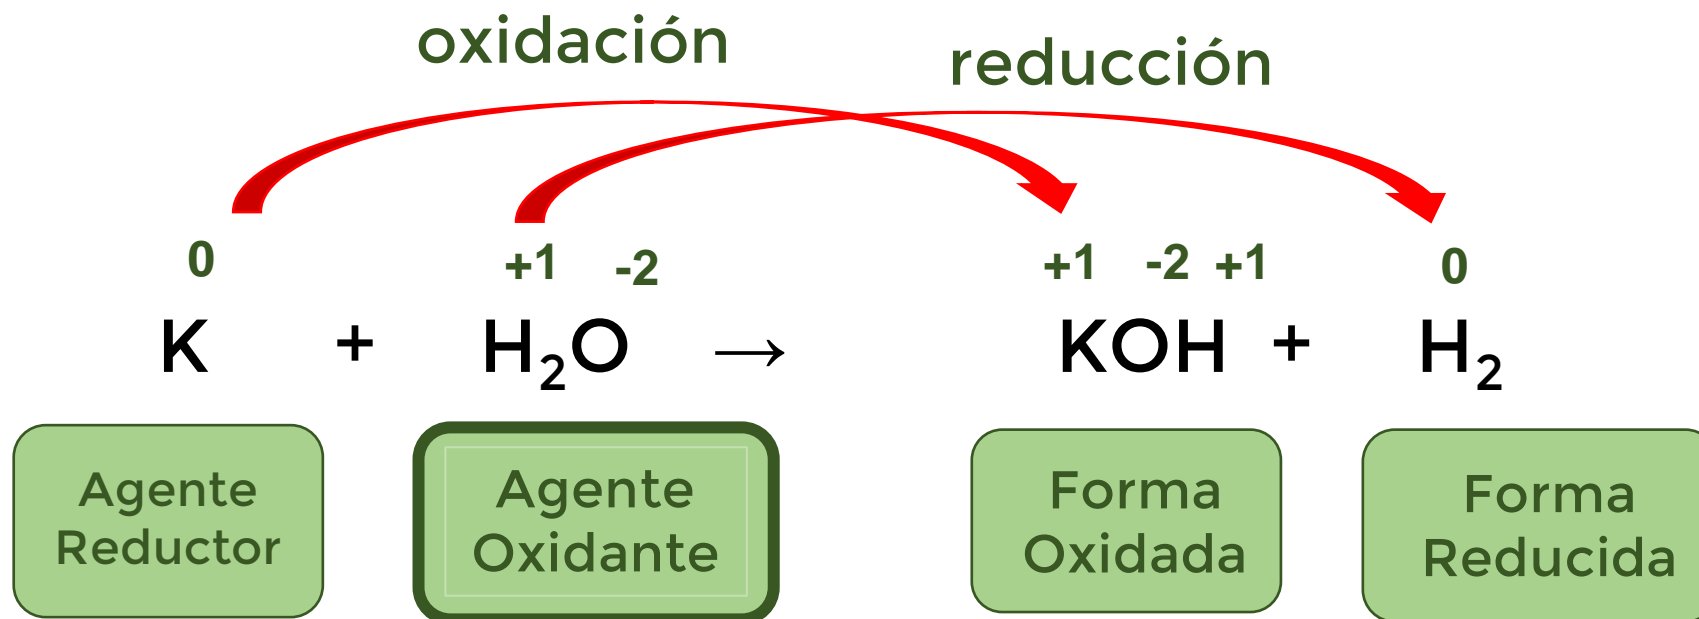 oxidación
reducción
0 +1 -2 +1 -2 +1 0
K + H₂O → KOH + H₂
Agente
Reductor
Agente
Oxidante
Forma
Oxidada
Forma
Reducida